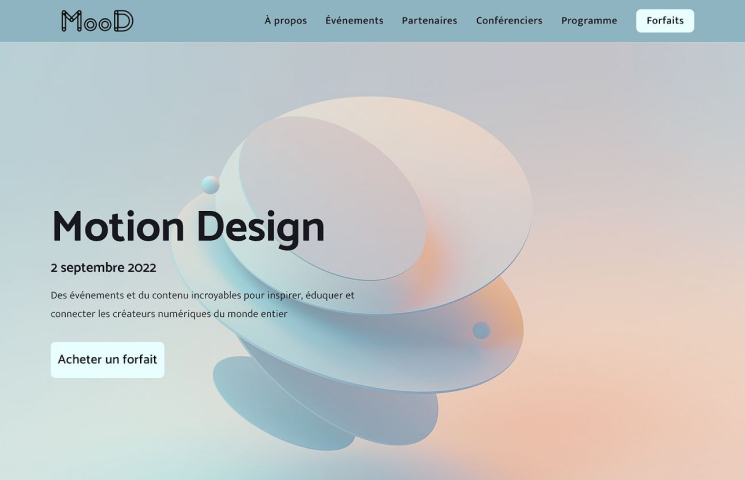 MooD
À propos
Événements
Partenaires
Conférenciers
Programme
Forfaits
Motion Design
2 septembre 2022
Des événements et du contenu incroyables pour inspirer, éduquer et
connecter les créateurs numériques du monde entier
Acheter un forfait